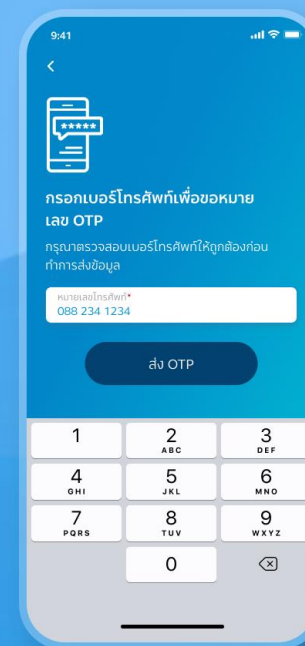 9:41
*****
กรอกเบอร์โทรศัพท์เพื่อขอหมาย
เลข OTP
กรุณาตรวจสอบเบอร์โทรศัพท์ให้ถูกต้องก่อน
ทำการส่งข้อมูล
หมายเลขโทรศัพท์*
088 234 1234
ส่ง OTP
1 2 3
ABC DEF
4 5 6
GHI JKL MNO
7 8 9
PQRS TUV WXYZ
0